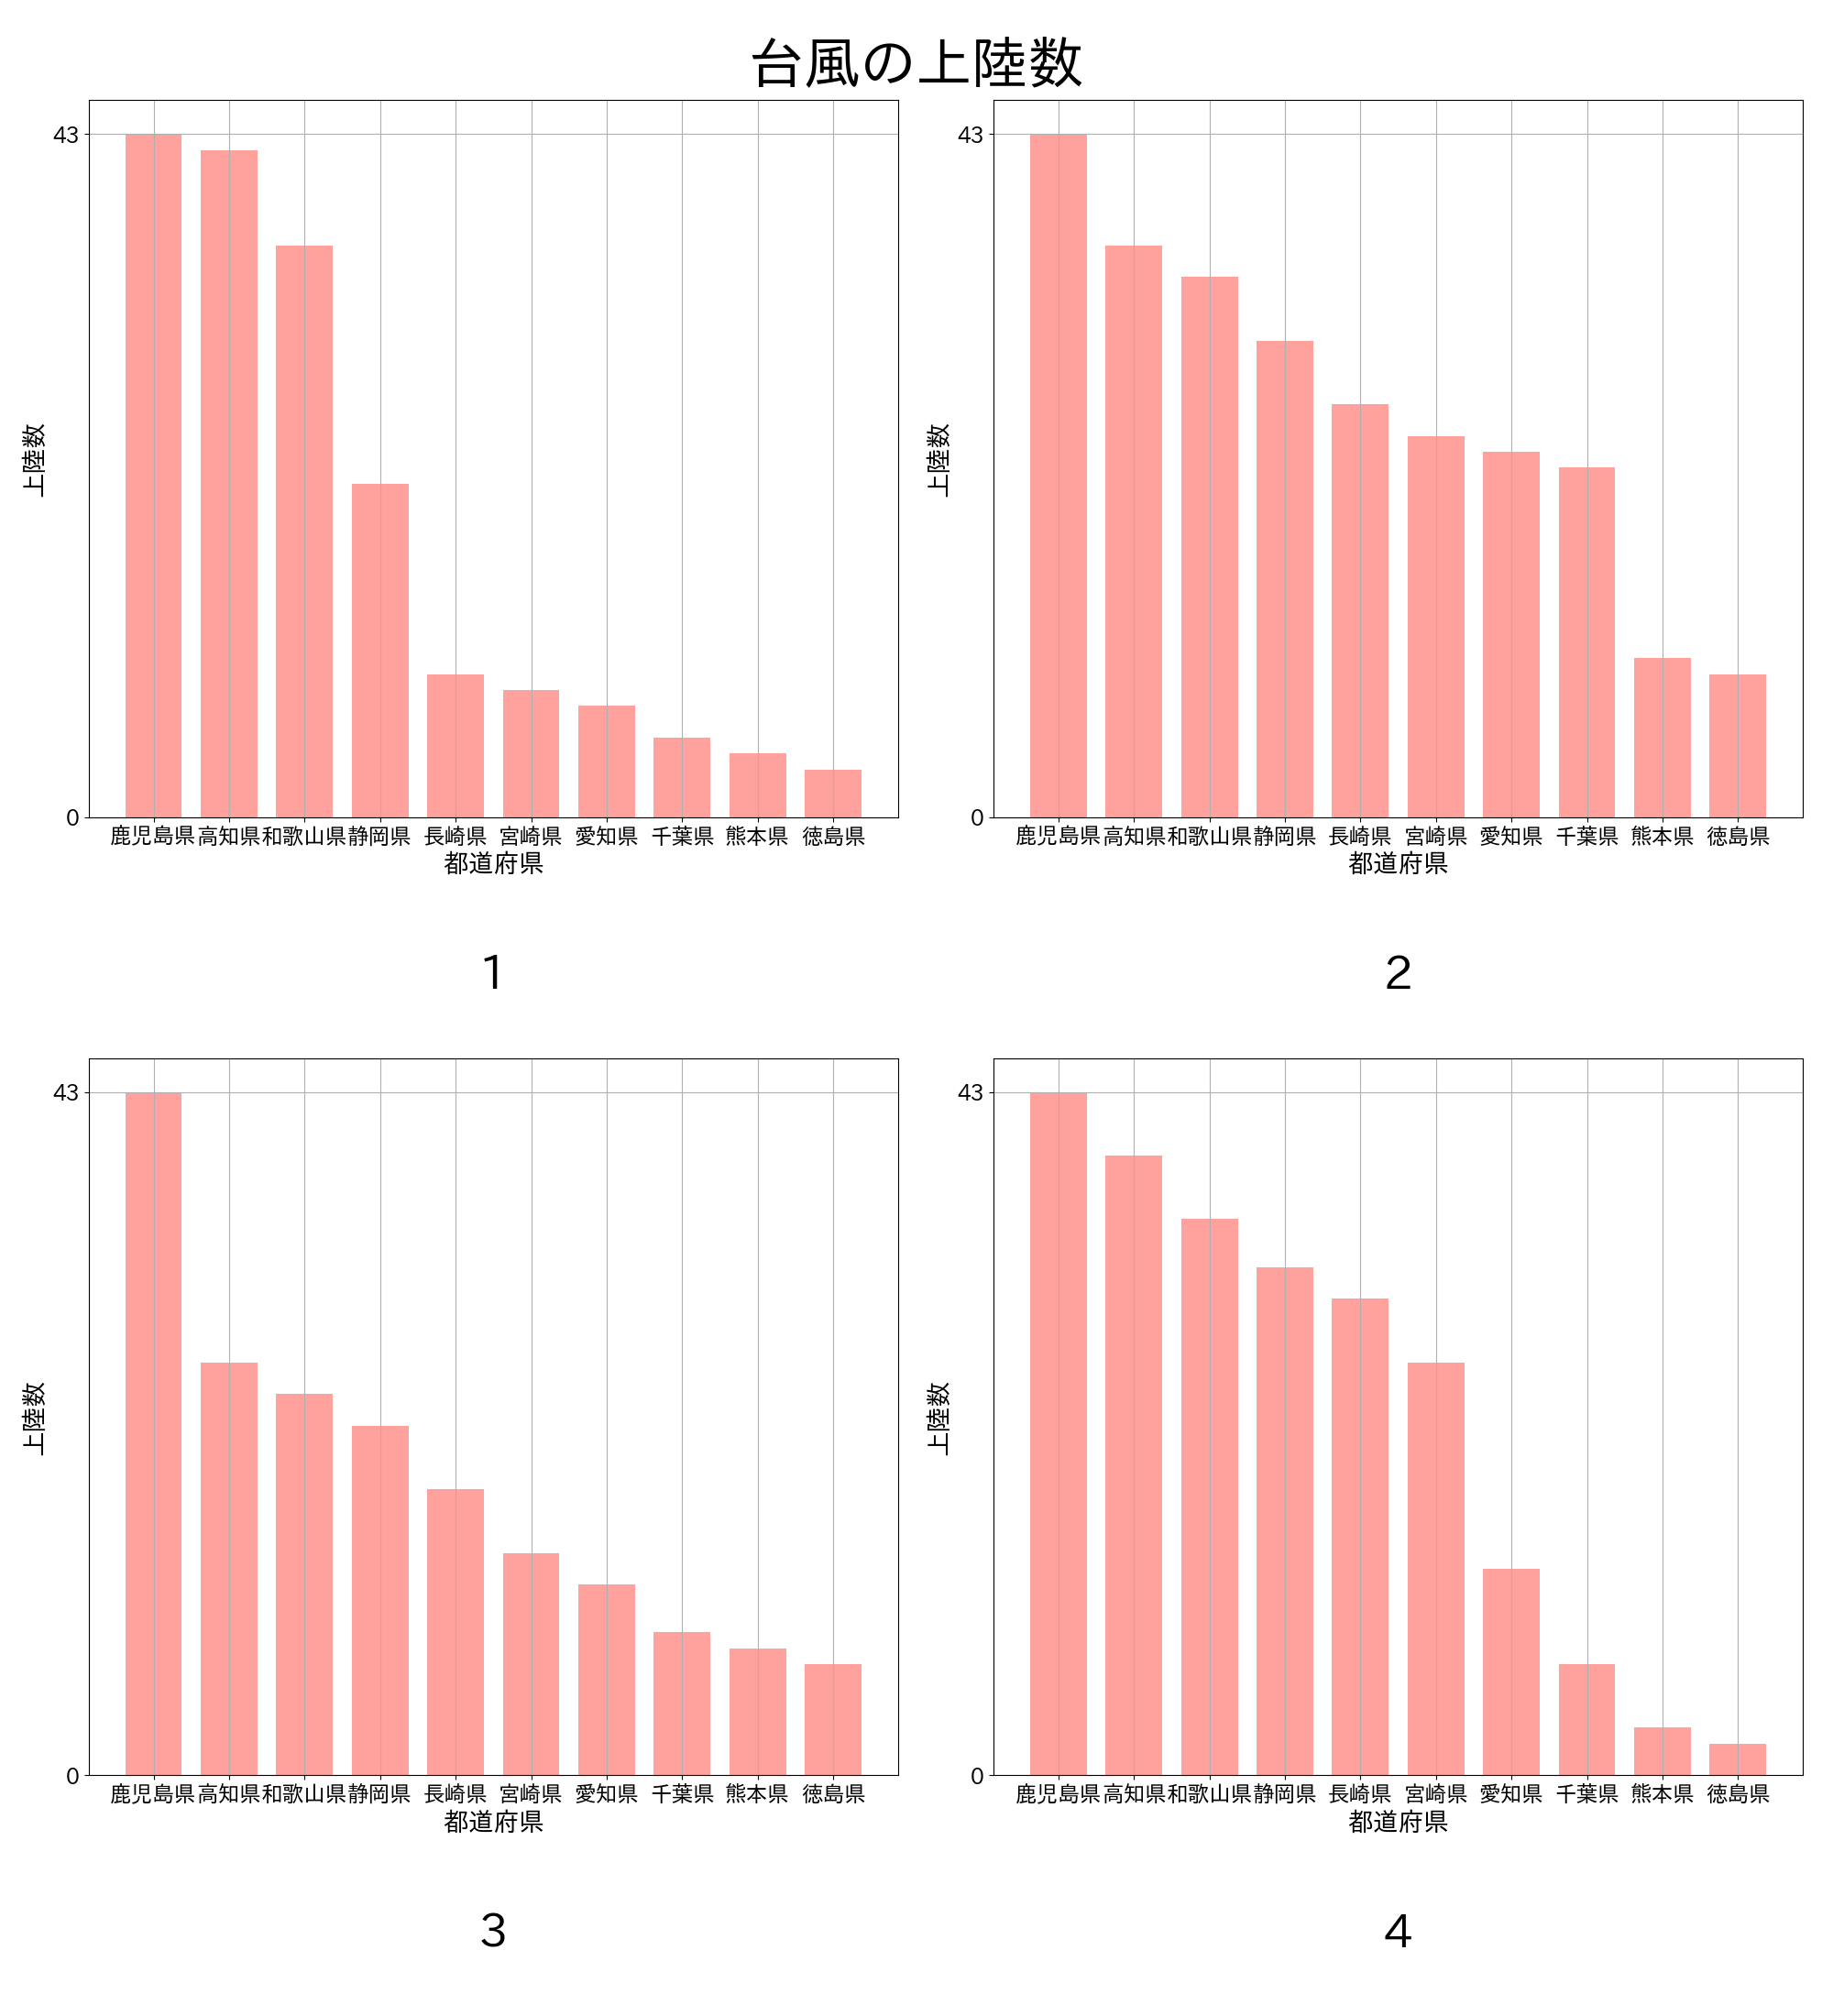 台風の上陸数
43
0
上陸数
鹿児島県 高知県 和歌山県 静岡県 長崎県 宮崎県 愛知県 千葉県 熊本県 徳島県
都道府県
1
43
0
上陸数
鹿児島県 高知県 和歌山県 静岡県 長崎県 宮崎県 愛知県 千葉県 熊本県 徳島県
都道府県
2
43
0
上陸数
鹿児島県 高知県 和歌山県 静岡県 長崎県 宮崎県 愛知県 千葉県 熊本県 徳島県
都道府県
3
43
0
上陸数
鹿児島県 高知県 和歌山県 静岡県 長崎県 宮崎県 愛知県 千葉県 熊本県 徳島県
都道府県
4